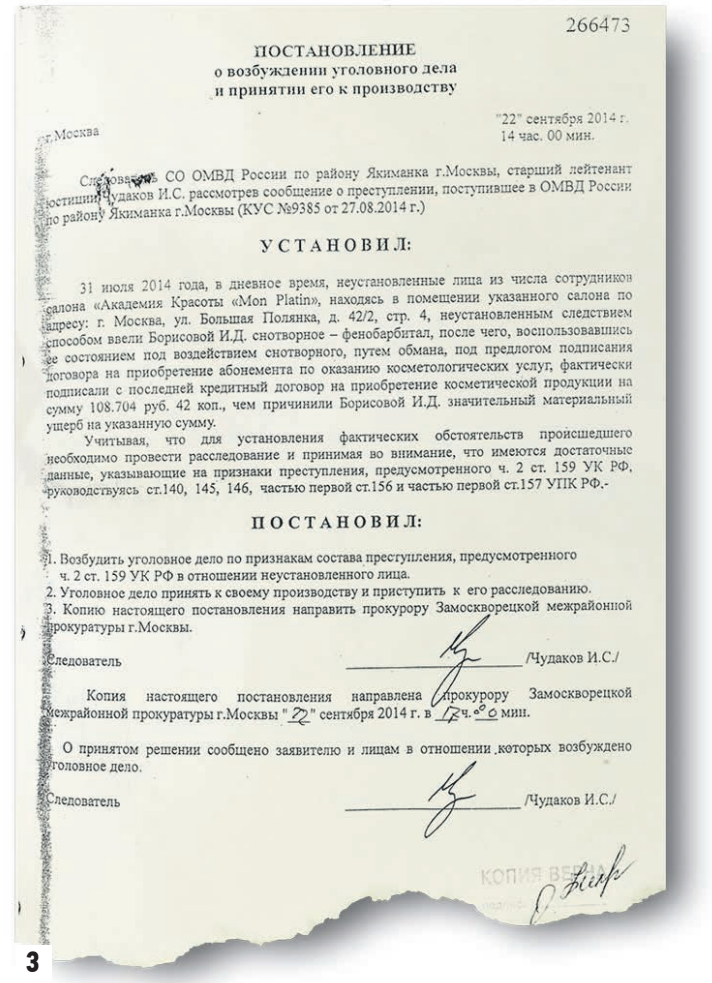 266473
ПОСТАНОВЛЕНИЕ
о возбуждении уголовного дела
и принятии его к производству
"22" сентября 2014 г.
г.Москва
14 час. 00 мин.
Следователь СО ОМВД России по району Якиманка г.Москвы, старший лейтенант
юстиции Чудаков И.С. рассмотрев сообщение о преступлении, поступившее в ОМВД России
по району Якиманка г.Москвы (КУС №9385 от 27.08.2014 г.)
УСТАНОВИЛ:
31 июля 2014 года, в дневное время, неустановленные лица из числа сотрудников
салона «Академия Красоты «Mon Platin», находясь в помещении указанного салона по
адресу: г. Москва, ул. Большая Полянка, д. 42/2, стр. 4, неустановленным следствием
способом ввели Борисовой И.Д. снотворное – фенобарбитал, после чего, воспользовавшись
ее состоянием под воздействием снотворного, путем обмана, под предлогом подписания
договора на приобретение абонемента по оказанию косметологических услуг, фактически
подписали с последней кредитный договор на приобретение косметической продукции на
сумму 108.704 руб. 42 коп., чем причинили Борисовой И.Д. значительный материальный
ущерб на указанную сумму.
Учитывая, что для установления фактических обстоятельств происшедшего
необходимо провести расследование и принимая во внимание, что имеются достаточные
данные, указывающие на признаки преступления, предусмотренного ч. 2 ст. 159 УК РФ,
руководствуясь ст.140, 145, 146, частью первой ст.156 и частью первой ст.157 УПК РФ.-
ПОСТАНОВИЛ:
1. Возбудить уголовное дело по признакам состава преступления, предусмотренного
ч. 2 ст. 159 УК РФ в отношении неустановленного лица.
2. Уголовное дело принять к своему производству и приступить к его расследованию.
3. Копию настоящего постановления направить прокурору Замоскворецкой межрайонной
прокуратуры г.Москвы.
Следователь /Чудаков И.С./
Копия настоящего постановления направлена прокурору Замоскворецкой
межрайонной прокуратуры г.Москвы "22" сентября 2014 г. в ч. мин.
О принятом решении сообщено заявителю и лицам в отношении которых возбуждено
уголовное дело.
Следователь /Чудаков И.С./
КОПИЯ ВЕРНА
3